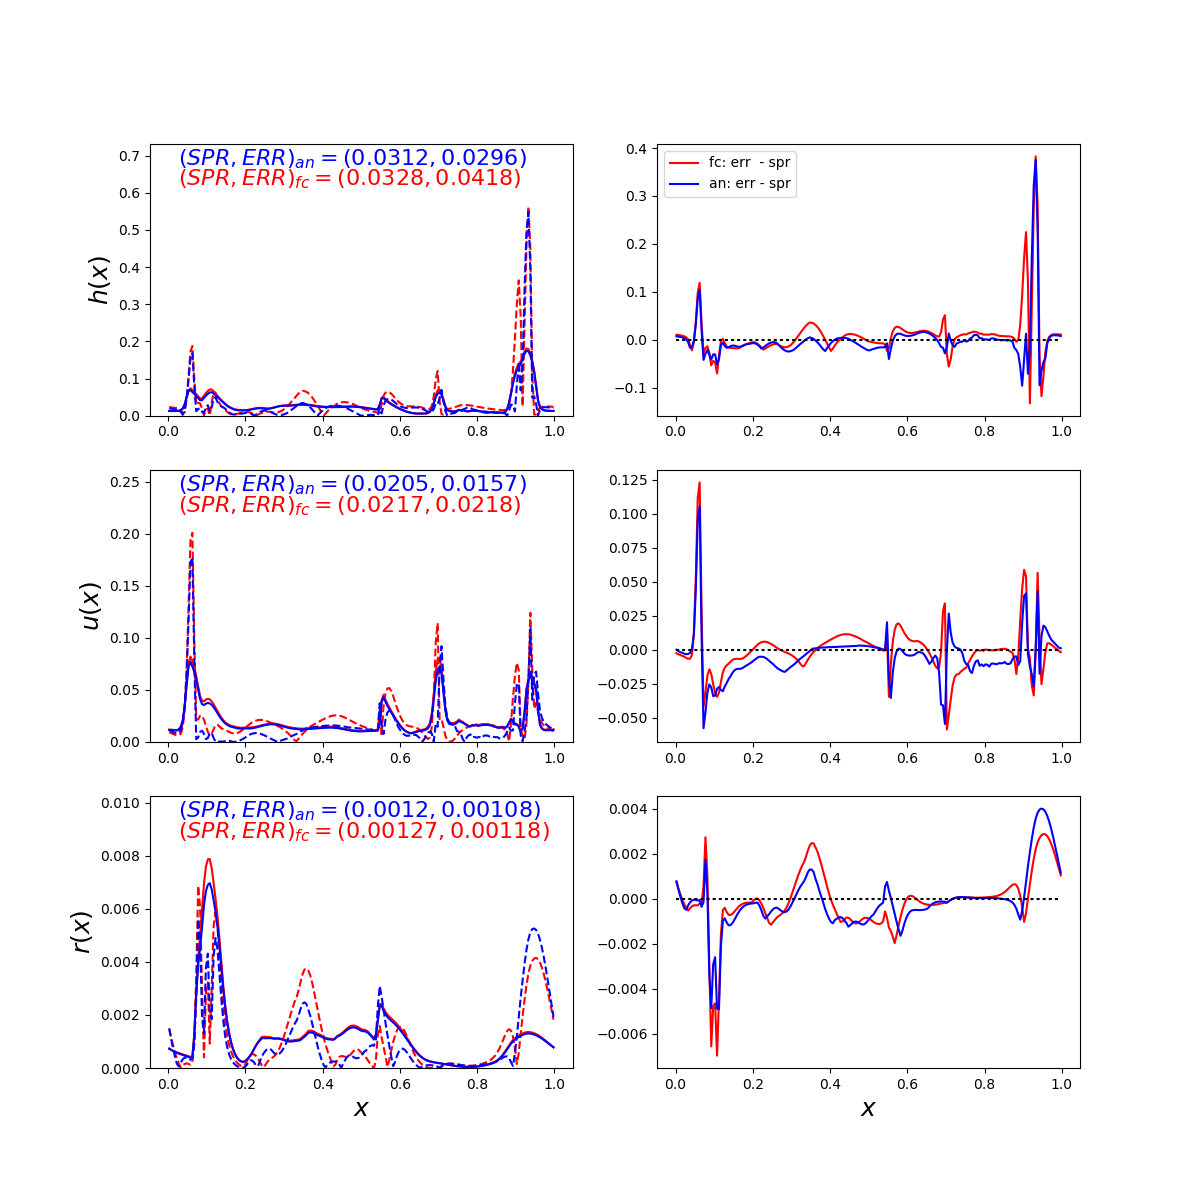 (SPR, ERR)an = (0.0312, 0.0296)
(SPR, ERR)fc = (0.0328, 0.0418)
h(x)
0.7
0.6
0.5
0.4
0.3
0.2
0.1
0.0
0.0 0.2 0.4 0.6 0.8 1.0
fc: err - spr
an: err - spr
0.4
0.3
0.2
0.1
0.0
−0.1
0.0 0.2 0.4 0.6 0.8 1.0
(SPR, ERR)an = (0.0205, 0.0157)
(SPR, ERR)fc = (0.0217, 0.0218)
u(x)
0.25
0.20
0.15
0.10
0.05
0.00
0.0 0.2 0.4 0.6 0.8 1.0
0.125
0.100
0.075
0.050
0.025
0.000
−0.025
−0.050
0.0 0.2 0.4 0.6 0.8 1.0
(SPR, ERR)an = (0.0012, 0.00108)
(SPR, ERR)fc = (0.00127, 0.00118)
r(x)
0.010
0.008
0.006
0.004
0.002
0.000
0.0 0.2 0.4 0.6 0.8 1.0
x
0.004
0.002
0.000
−0.002
−0.004
−0.006
0.0 0.2 0.4 0.6 0.8 1.0
x